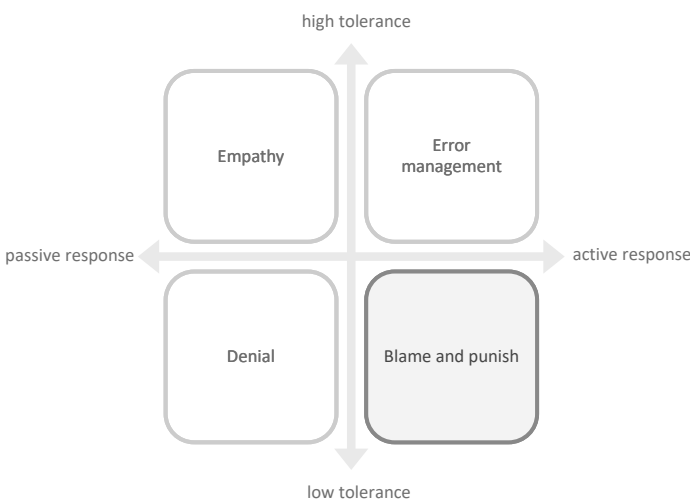 high tolerance
Empathy
Error
management
passive response
active response
Denial
Blame and punish
low tolerance